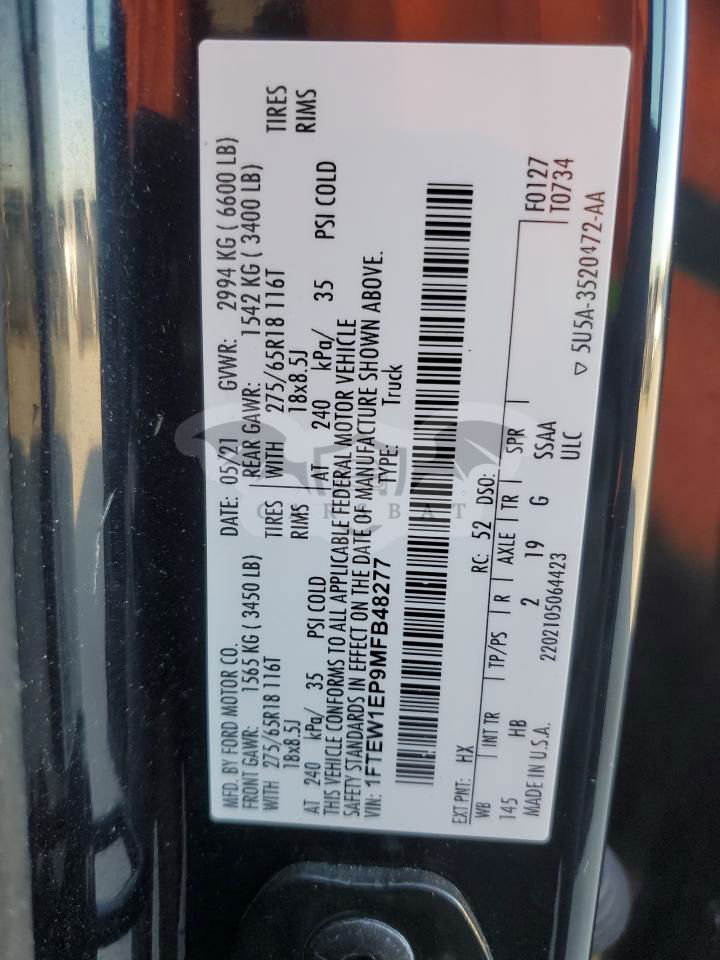 MFD. BY FORD MOTOR CO. DATE: 05/21 GVWR: 2994 KG ( 6600 LB)
FRONT GAWR: 1565 KG ( 3450 LB) REAR GAWR: 1542 KG ( 3400 LB)
WITH 275/65R18 116T TIRES WITH 275/65R18 116T TIRES
18x8.5J RIMS 18x8.5J RIMS
AT 240 kPa/ 35 PSI COLD AT 240 kPa/ 35 PSI COLD
THIS VEHICLE CONFORMS TO ALL APPLICABLE FEDERAL MOTOR VEHICLE
SAFETY STANDARDS IN EFFECT ON THE DATE OF MANUFACTURE SHOWN ABOVE.
VIN: 1FTEW1EP9MFB48277 TYPE: Truck
EXT PNT: HX RC: 52 DSO:
WB INT TR TP/PS R AXLE TR SPR F0127
145 HB 2 19 G SSAA T0734
MADE IN U.S.A. 2202105064423 ULC
▽ 5U5A-3520472-AA